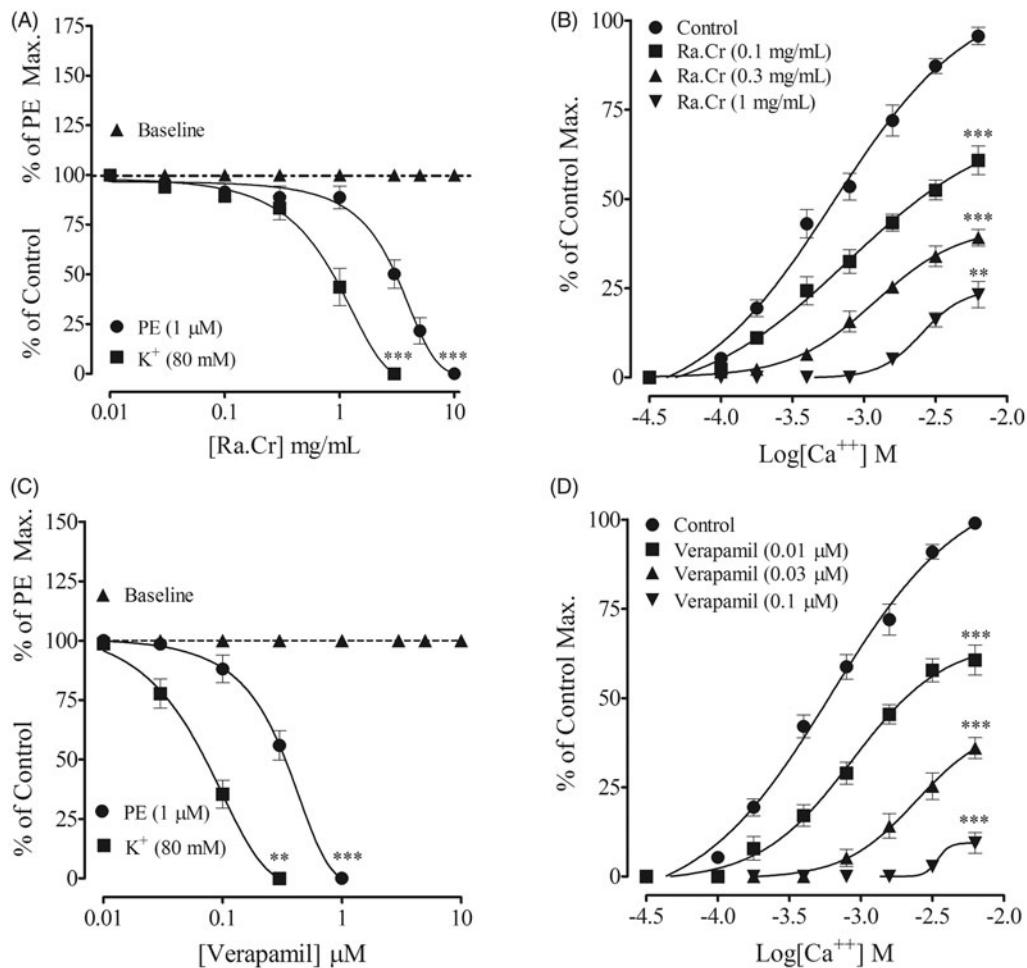 (A)
175
150
125
100
75
50
25
0
% of PE Max.
% of Control
Baseline
PE (1 μM)
K⁺ (80 mM)
*** ***
0.01 0.1 1 10
[Ra.Cr] mg/mL
(B)
100
75
50
25
0
% of Control Max.
Control
Ra.Cr (0.1 mg/mL)
Ra.Cr (0.3 mg/mL)
Ra.Cr (1 mg/mL)
***
***
**
-4.5 -4.0 -3.5 -3.0 -2.5 -2.0
Log[Ca⁺⁺] M
(C)
150
125
100
75
50
25
0
% of PE Max.
% of Control
Baseline
PE (1 μM)
K⁺ (80 mM)
** ***
0.01 0.1 1 10
[Verapamil] μM
(D)
100
75
50
25
0
% of Control Max.
Control
Verapamil (0.01 μM)
Verapamil (0.03 μM)
Verapamil (0.1 μM)
***
***
***
-4.5 -4.0 -3.5 -3.0 -2.5 -2.0
Log[Ca⁺⁺] M